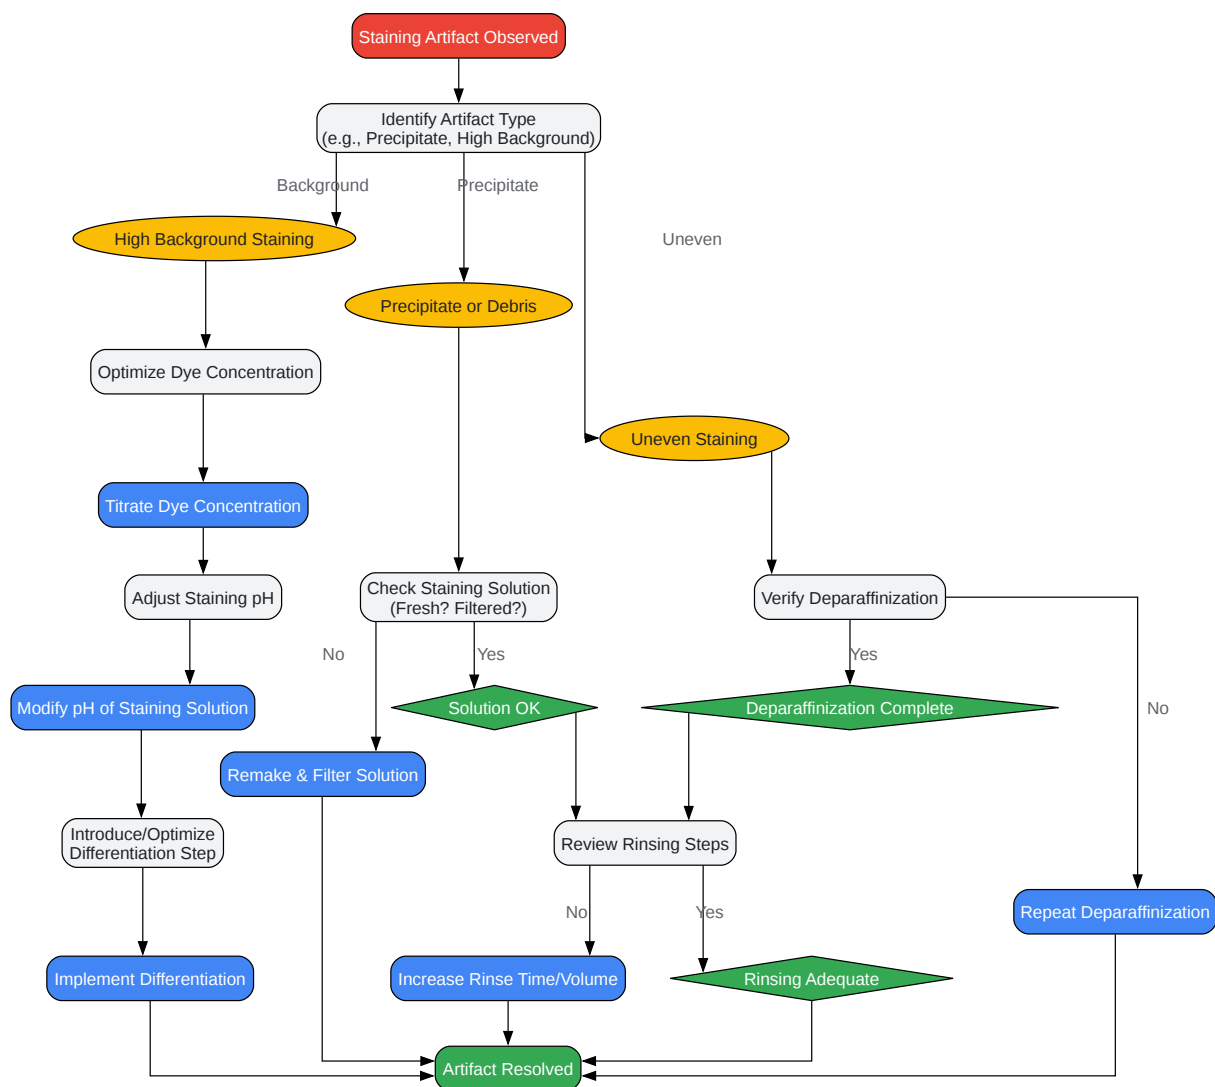 Staining Artifact Observed
Identify Artifact Type
(e.g., Precipitate, High Background)
Background
Precipitate
Uneven
High Background Staining
Precipitate or Debris
Optimize Dye Concentration
Uneven Staining
Titrate Dye Concentration
Adjust Staining pH
Check Staining Solution
(Fresh? Filtered?)
Verify Deparaffinization
No
Yes
Yes
Modify pH of Staining Solution
Solution OK
Deparaffinization Complete
No
Remake & Filter Solution
Introduce/Optimize
Differentiation Step
Review Rinsing Steps
No
Yes
Repeat Deparaffinization
Implement Differentiation
Increase Rinse Time/Volume
Rinsing Adequate
Artifact Resolved